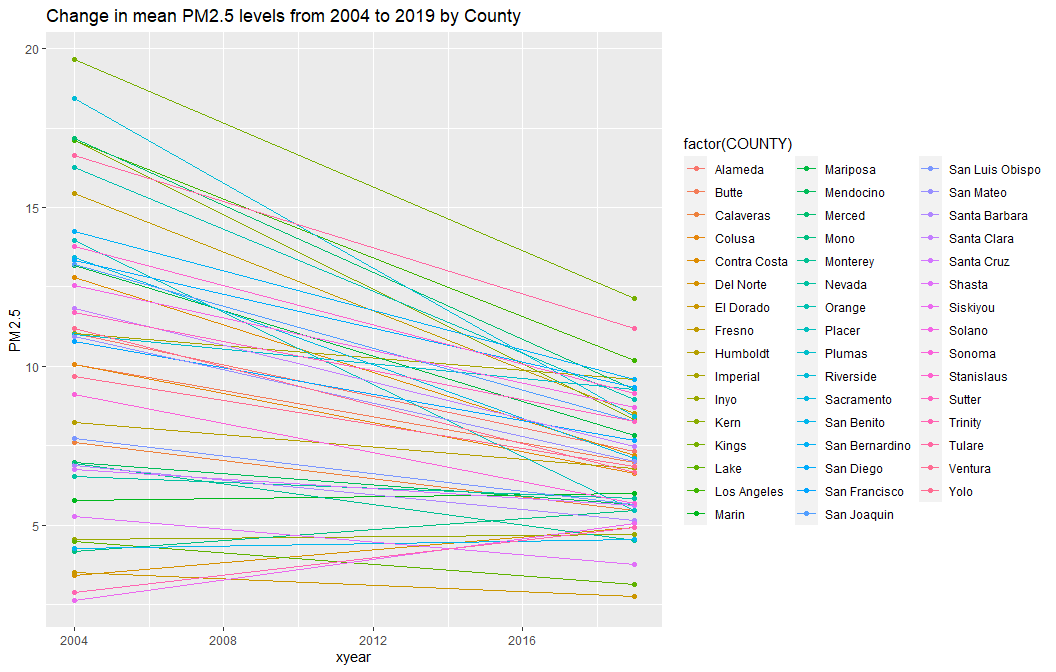 Change in mean PM2.5 levels from 2004 to 2019 by County
20
15
10
5
PM2.5
2004
2008
2012
2016
xyear
factor(COUNTY)
Alameda
Butte
Calaveras
Colusa
Contra Costa
Del Norte
El Dorado
Fresno
Humboldt
Imperial
Inyo
Kern
Kings
Lake
Los Angeles
Marin
Mariposa
Mendocino
Merced
Mono
Monterey
Nevada
Orange
Placer
Plumas
Riverside
Sacramento
San Benito
San Bernardino
San Diego
San Francisco
San Joaquin
San Luis Obispo
San Mateo
Santa Barbara
Santa Clara
Santa Cruz
Shasta
Siskiyou
Solano
Sonoma
Stanislaus
Sutter
Trinity
Tulare
Ventura
Yolo